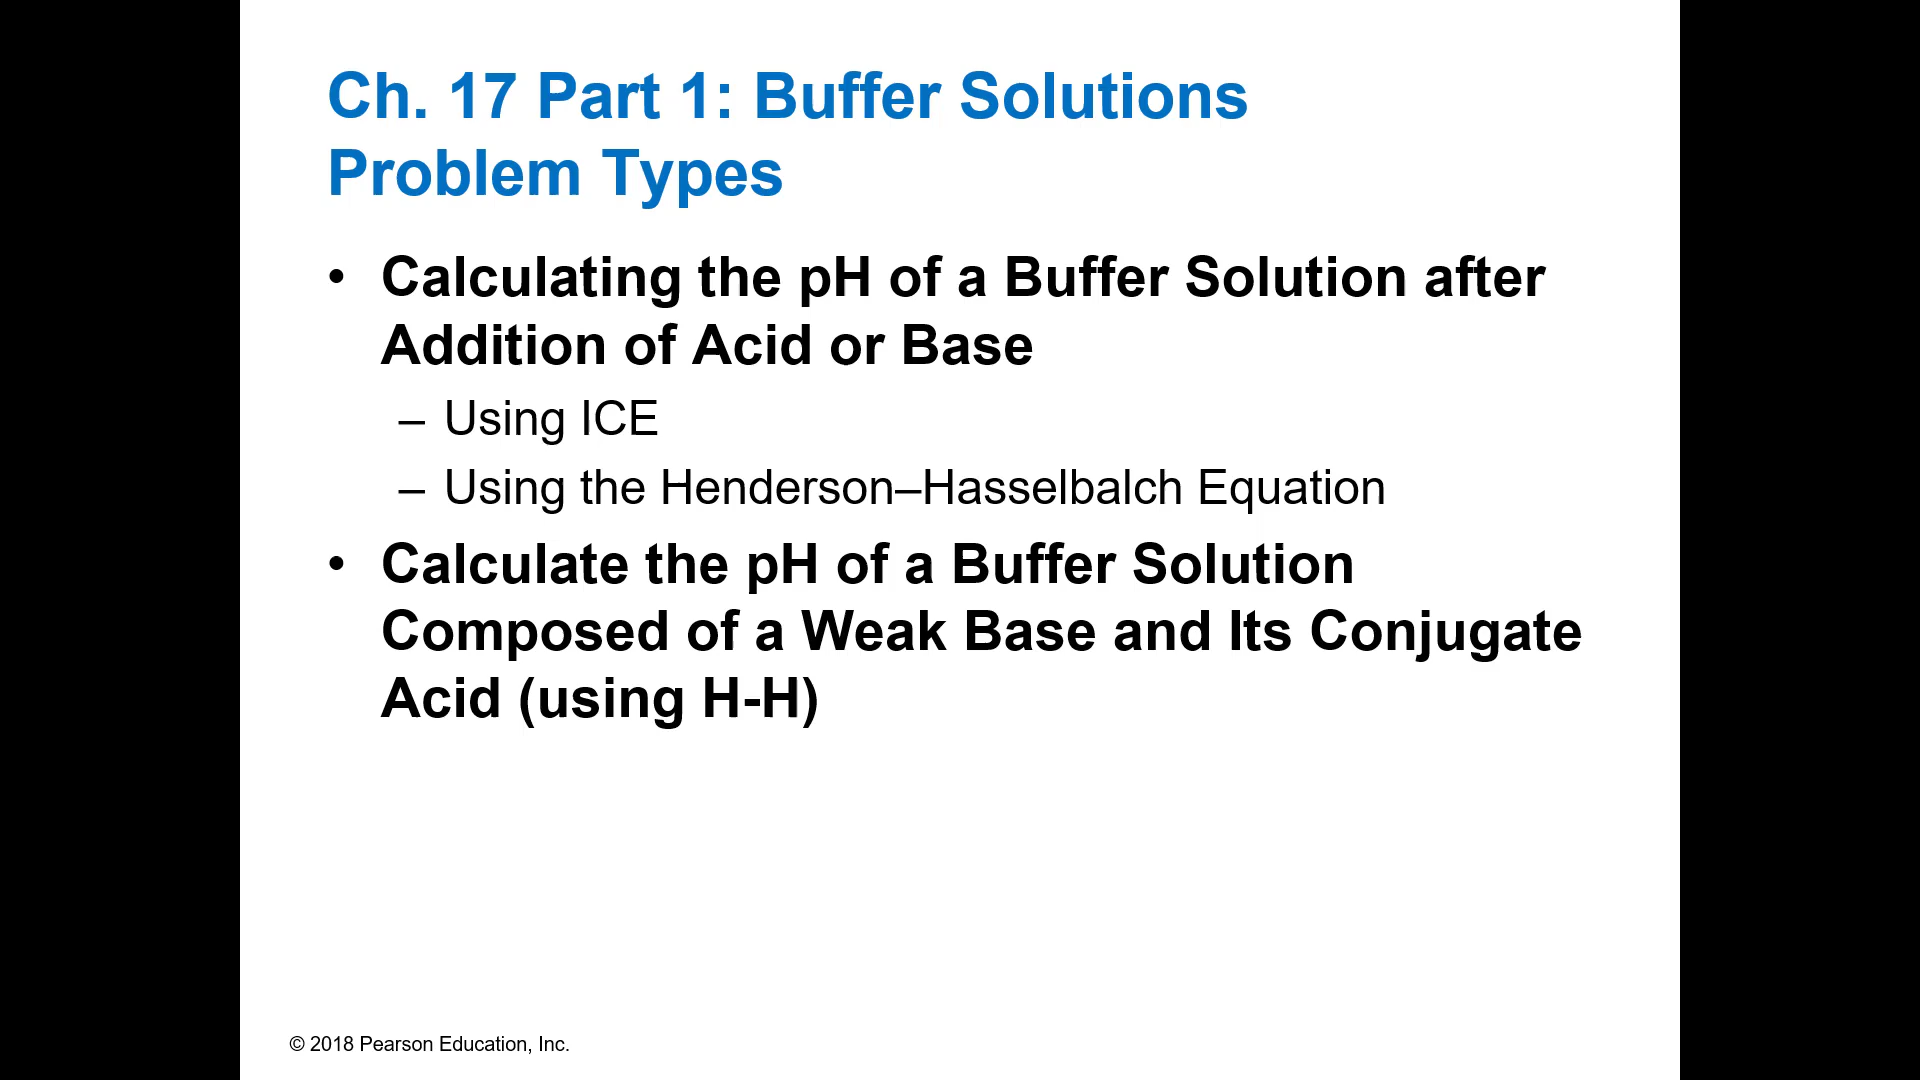 Ch. 17 Part 1: Buffer Solutions
Problem Types
• Calculating the pH of a Buffer Solution after
Addition of Acid or Base
– Using ICE
– Using the Henderson–Hasselbalch Equation
• Calculate the pH of a Buffer Solution
Composed of a Weak Base and Its Conjugate
Acid (using H-H)
© 2018 Pearson Education, Inc.